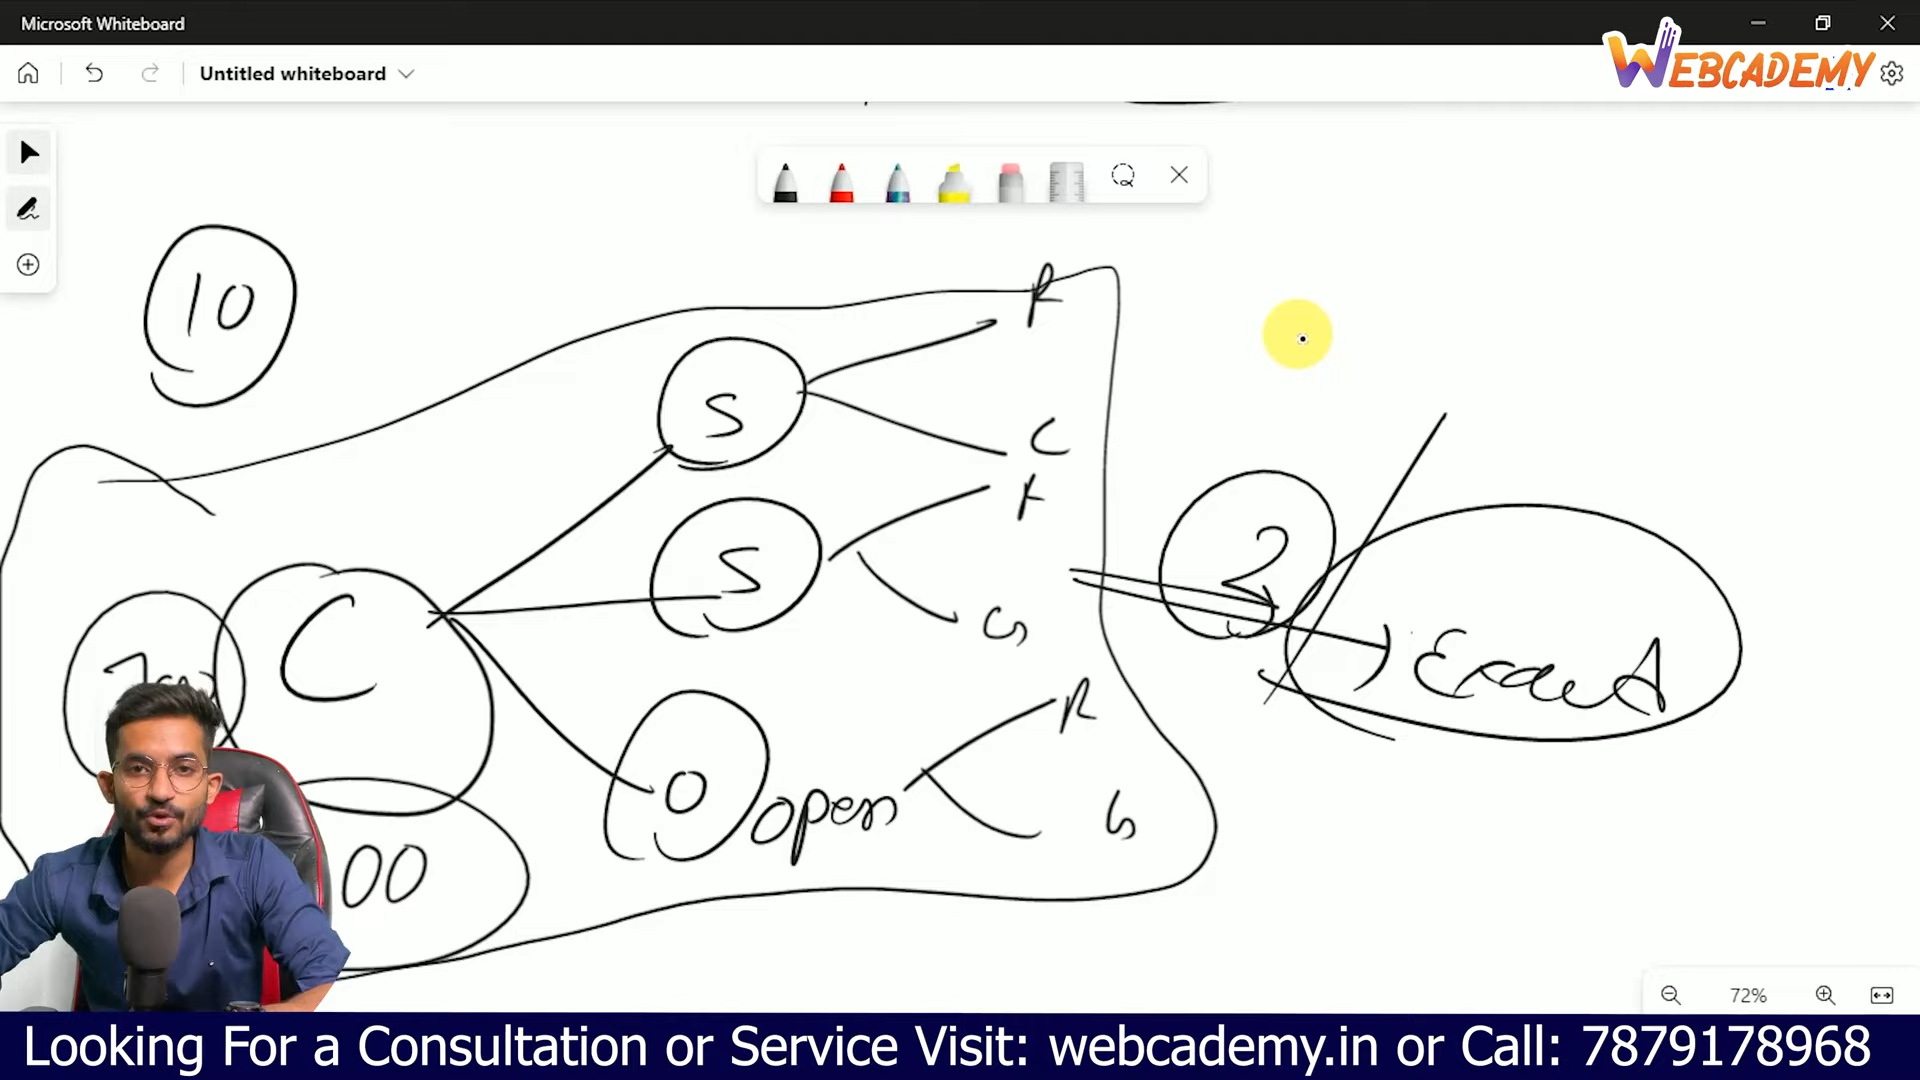 Microsoft Whiteboard
Untitled whiteboard
WEBCADEMY
10
R
S
C
S
2
C
G
R
O open
G
00
72%
Looking For a Consultation or Service Visit: webcademy.in or Call: 7879178968